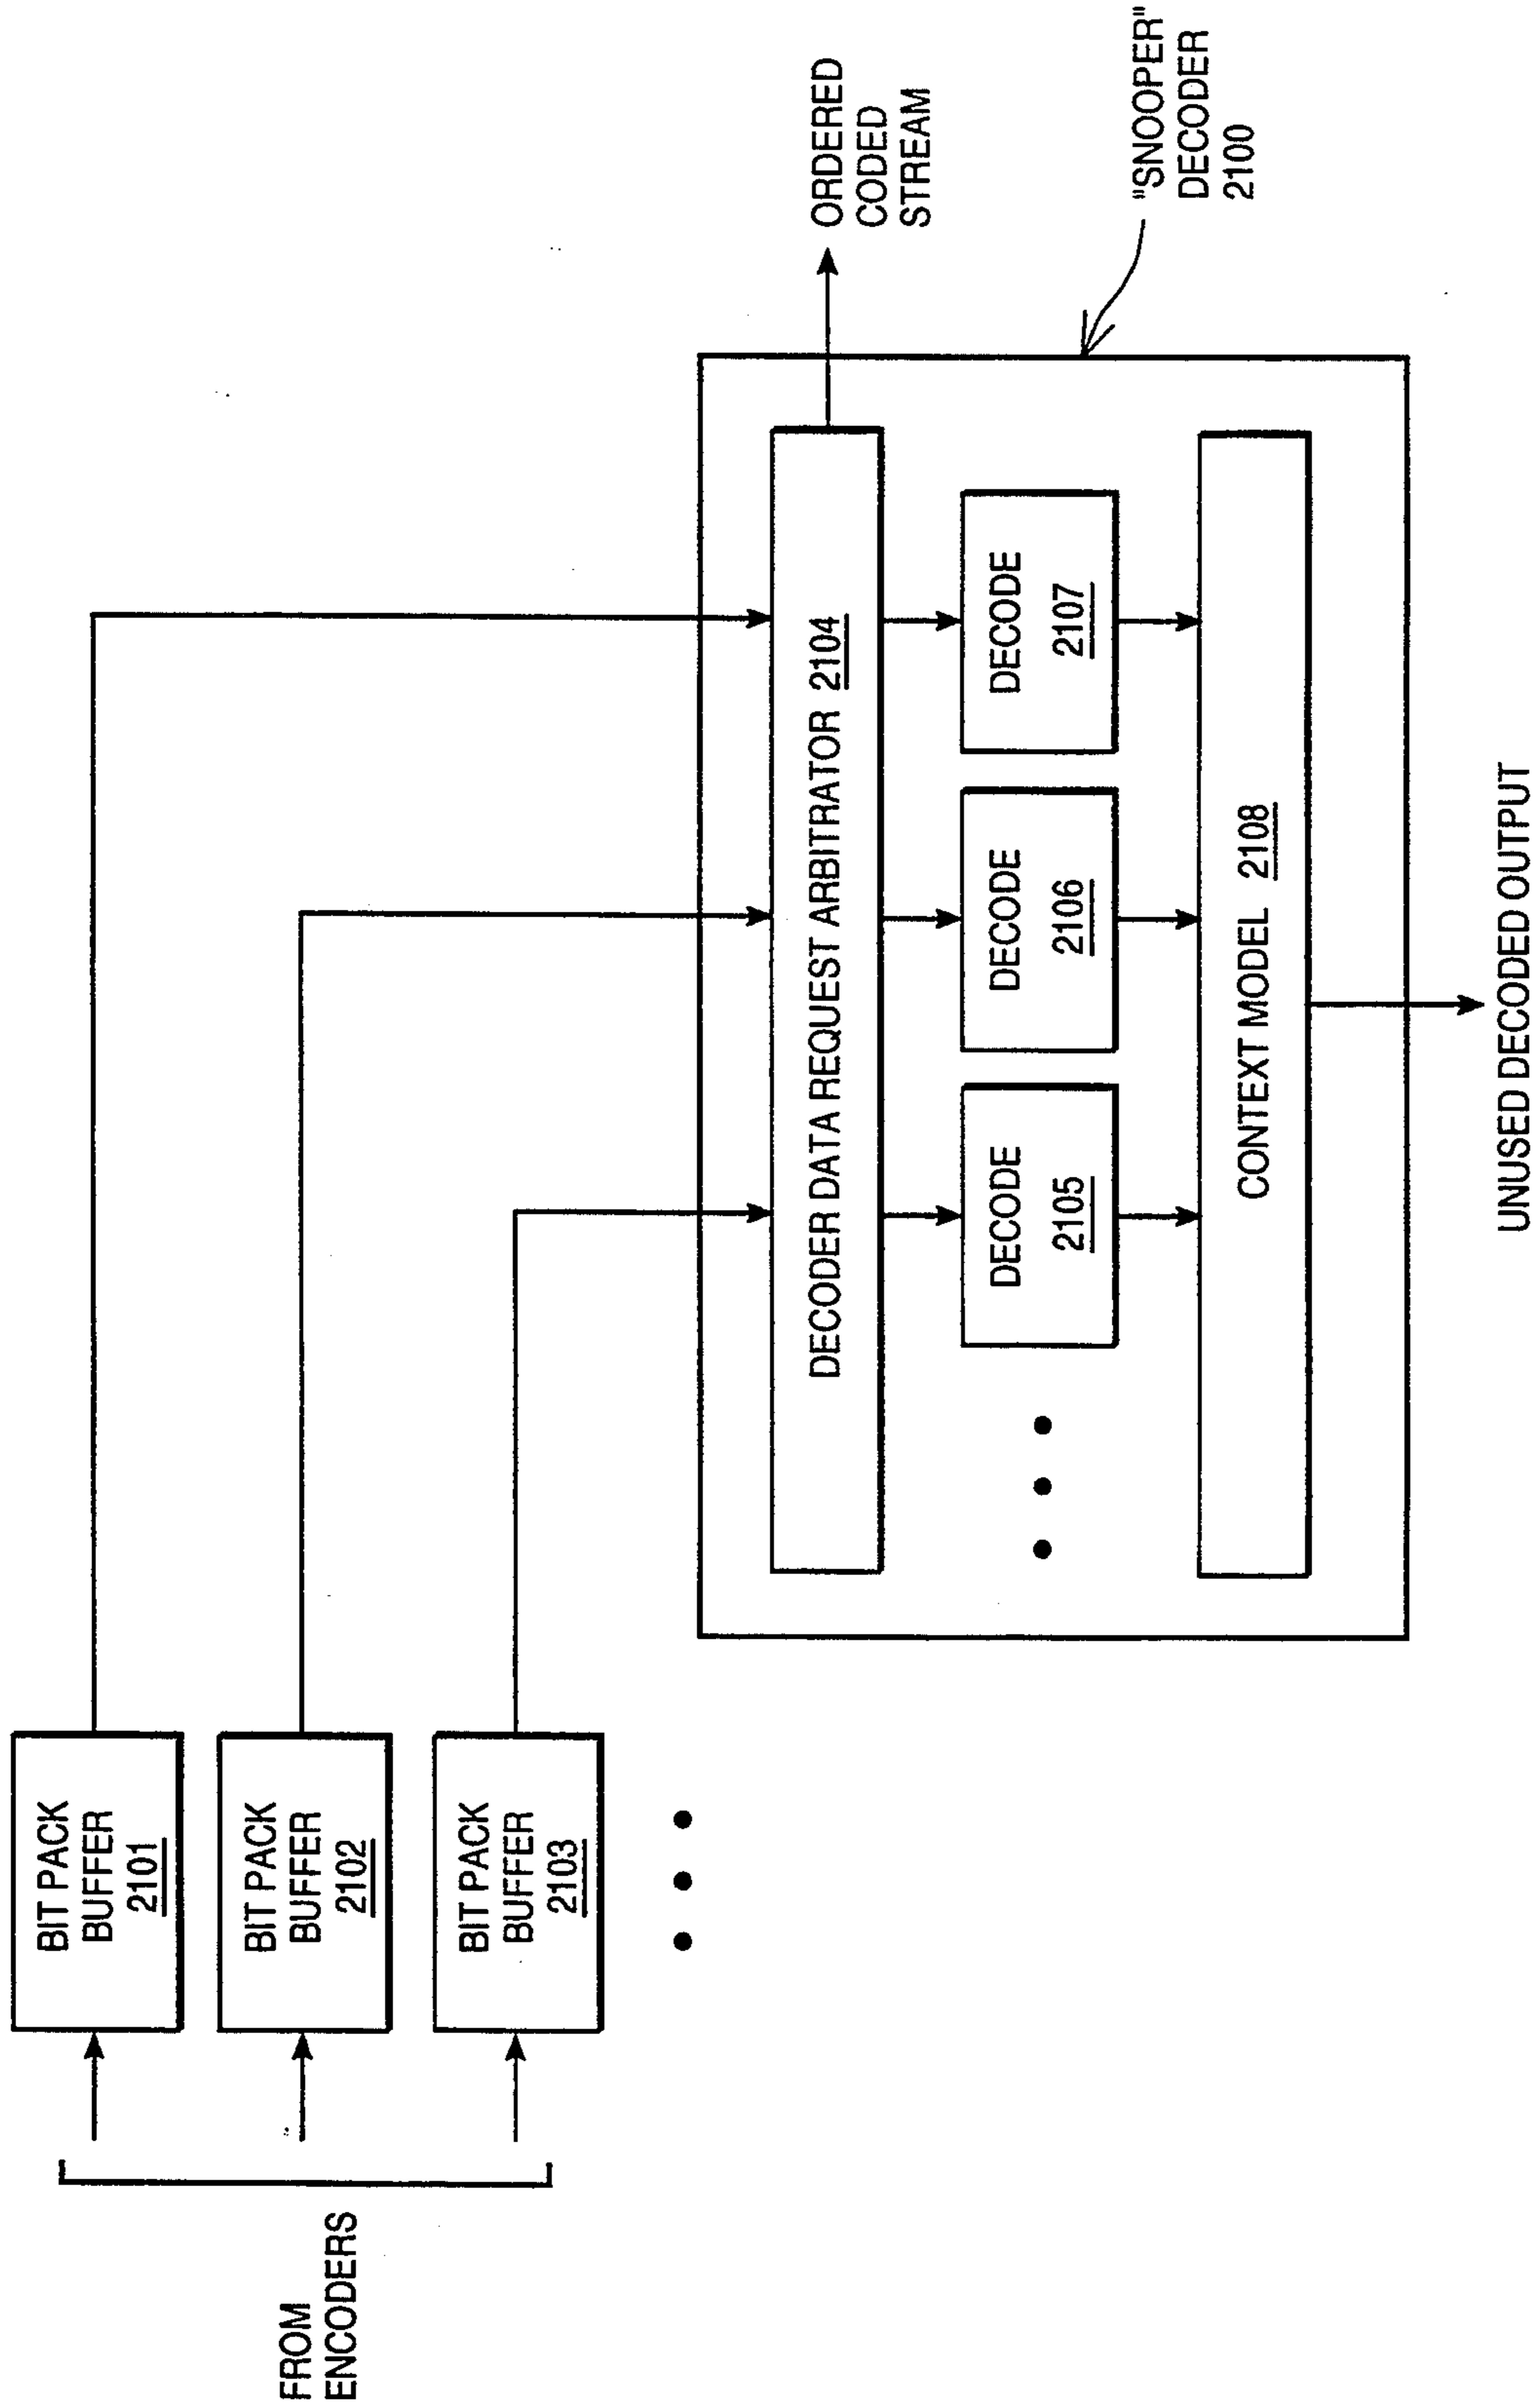 FROM
ENCODERS
BIT PACK
BUFFER
2101
BIT PACK
BUFFER
2102
BIT PACK
BUFFER
2103
ORDERED
CODED
STREAM
DECODER DATA REQUEST ARBITRATOR 2104
DECODE
2105
DECODE
2106
DECODE
2107
CONTEXT MODEL 2108
"SNOOPER"
DECODER
2100
UNUSED DECODED OUTPUT